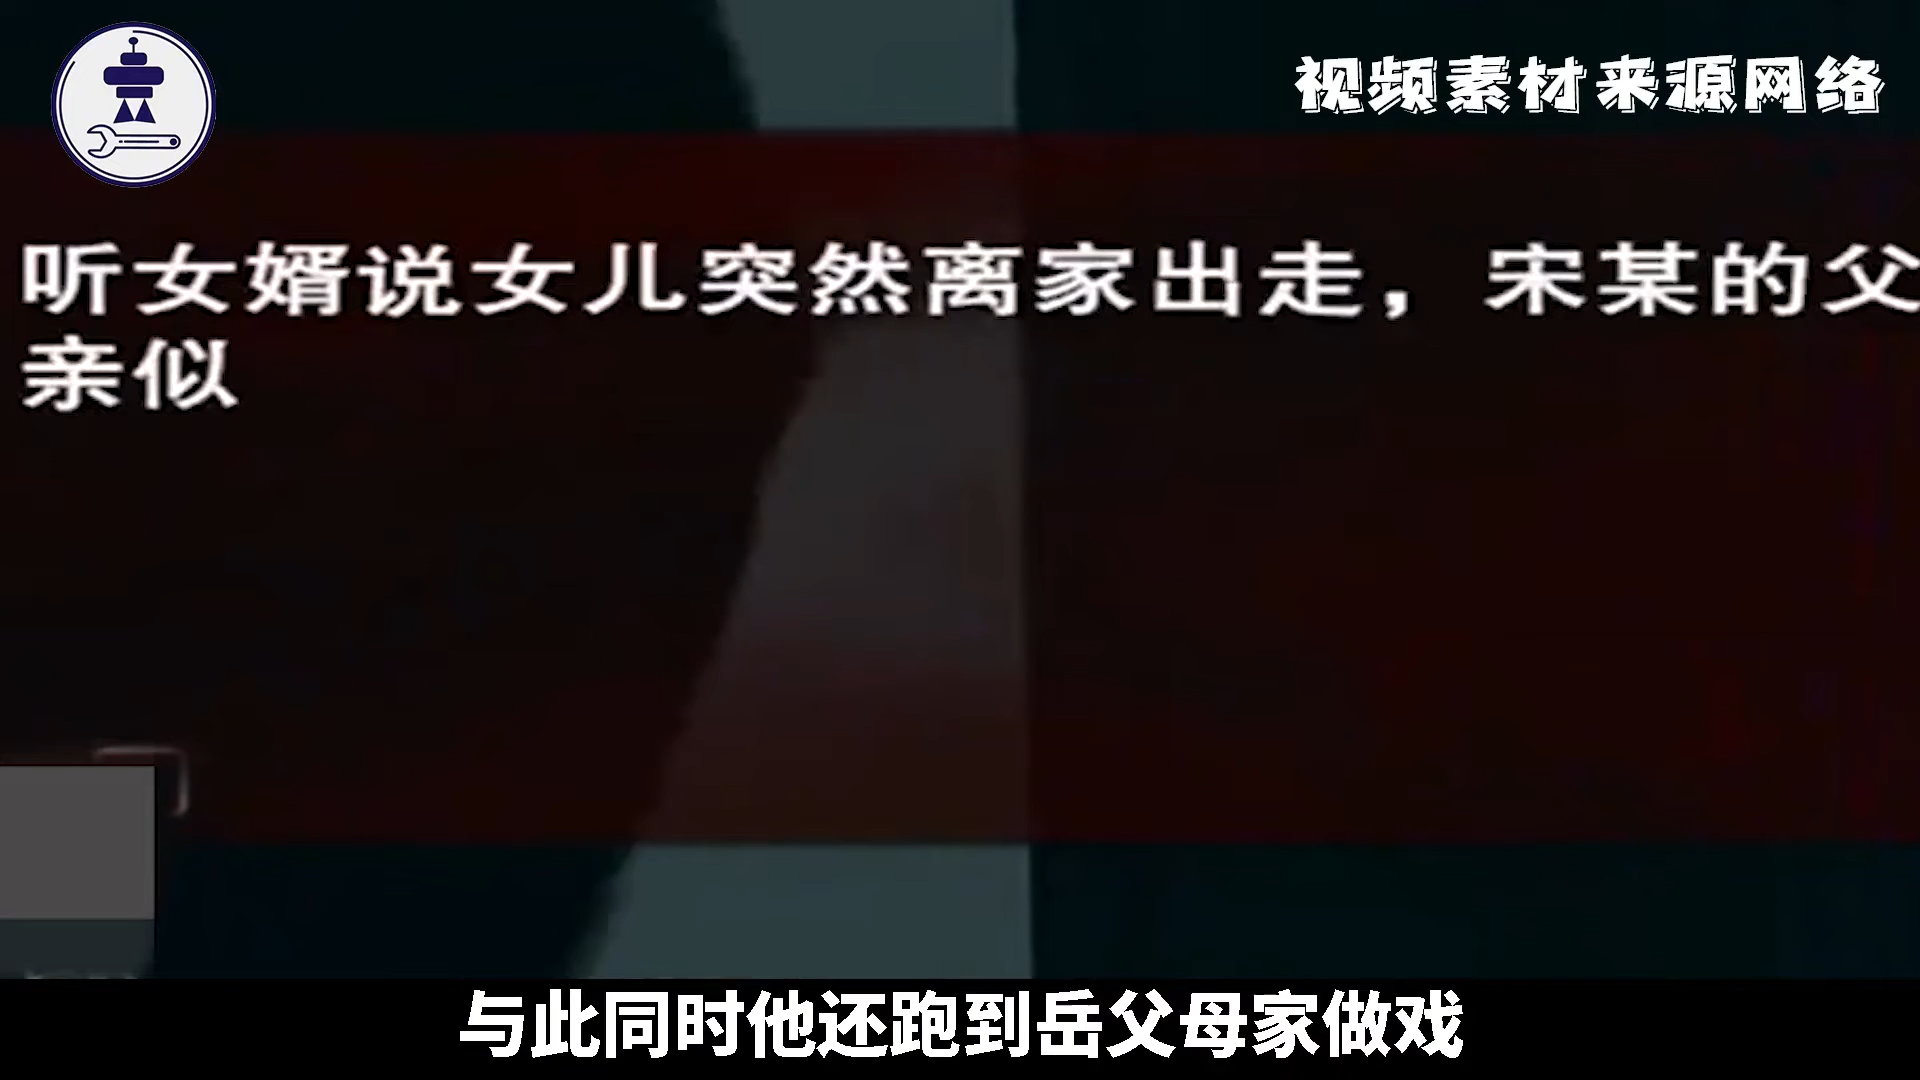 视频素材来源网络
听女婿说女儿突然离家出走，宋某的父
亲似
与此同时他还跑到岳父母家做戏